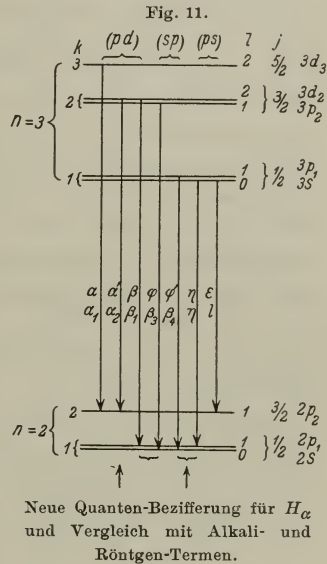 Fig. 11.
k (pd) (sp) (ps) l j
3 2 5/2 3d₃
n=3
2{ 2 1 } 3/2 3d₂ 3p₂
1{ 1 0 } 1/2 3p₁ 3s
α α' β φ φ' η ε
α₁ α₂ β₁ β₃ β₄ η l
2 1 3/2 2p₂
n=2
1{ 1 0 } 1/2 2p₁ 2s
Neue Quanten-Bezifferung für Hα
und Vergleich mit Alkali- und
Röntgen-Termen.